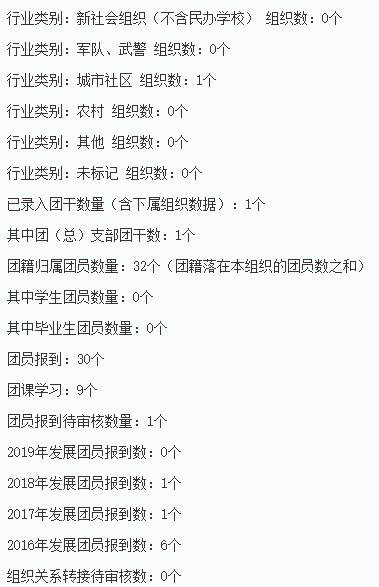 行业类别：新社会组织（不含民办学校） 组织数：0个
行业类别：军队、武警 组织数：0个
行业类别：城市社区 组织数：1个
行业类别：农村 组织数：0个
行业类别：其他 组织数：0个
行业类别：未标记 组织数：0个
已录入团干数量（含下属组织数据）：1个
其中团（总）支部团干数：1个
团籍归属团员数量：32个（团籍落在本组织的团员数之和）
其中学生团员数量：0个
其中毕业生团员数量：0个
团员报到：30个
团课学习：9个
团员报到待审核数量：1个
2019年发展团员报到数：0个
2018年发展团员报到数：1个
2017年发展团员报到数：1个
2016年发展团员报到数：6个
组织关系转接待审核数：0个